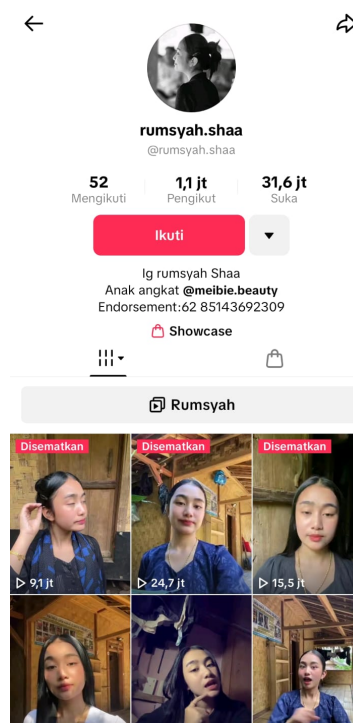 rumsyah.shaa
@rumsyah.shaa
52 1,1 jt 31,6 jt
Mengikuti Pengikut Suka
Ikuti
Ig rumsyah Shaa
Anak angkat @meibie.beauty
Endorsement:62 85143692309
Showcase
Rumsyah
Disematkan Disematkan Disematkan
9,1 jt 24,7 jt 15,5 jt